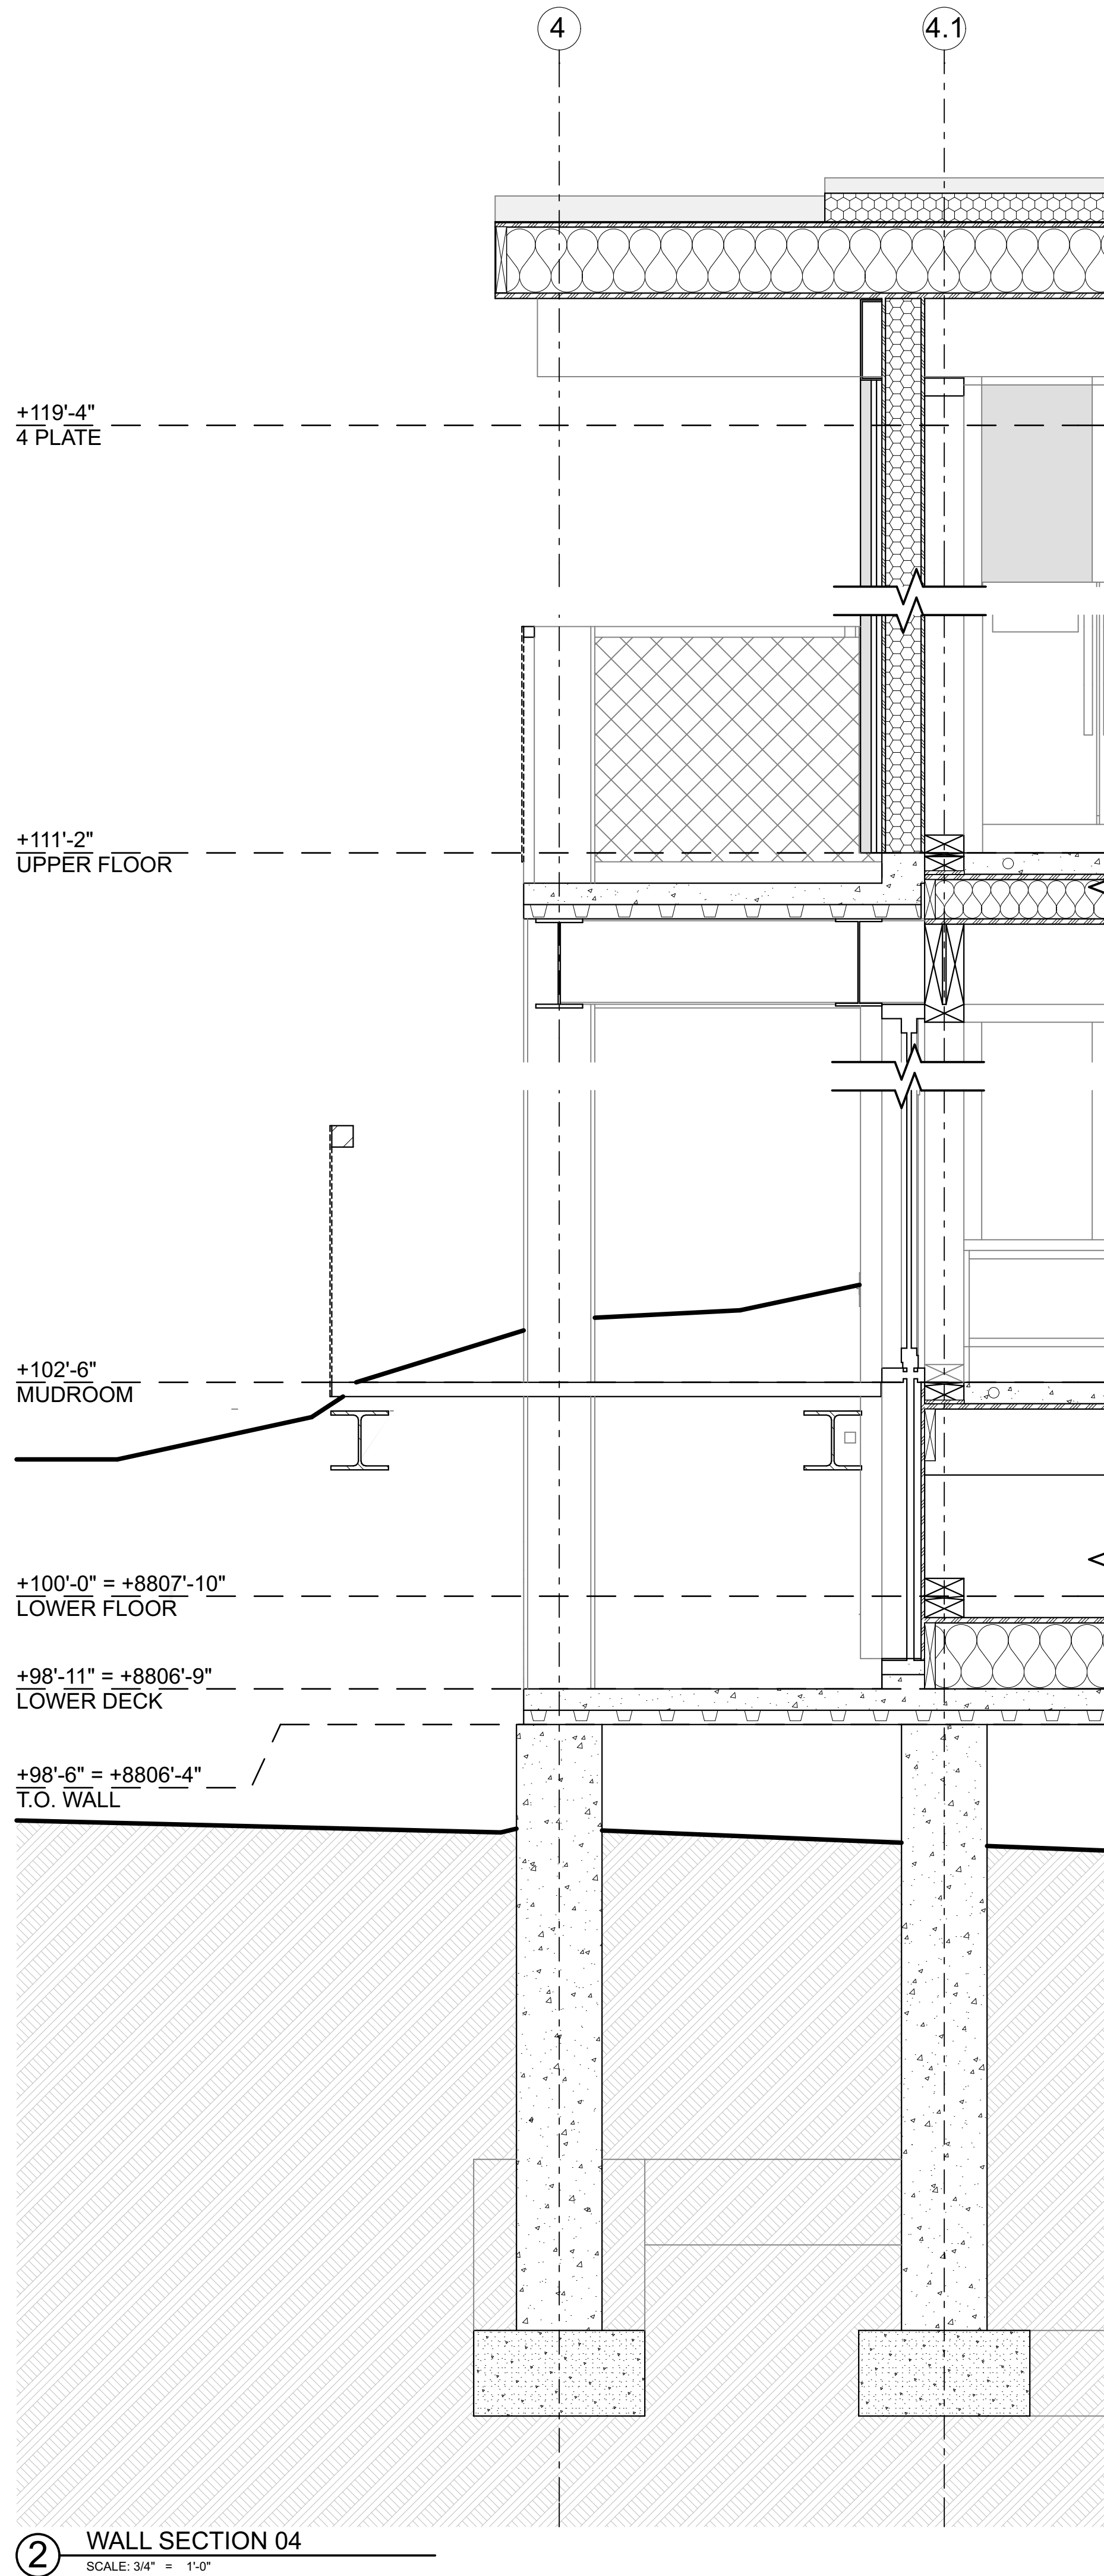 4
4.1
+119'-4"
4 PLATE
+111'-2"
UPPER FLOOR
+102'-6"
MUDROOM
+100'-0" = +8807'-10"
LOWER FLOOR
+98'-11" = +8806'-9"
LOWER DECK
+98'-6" = +8806'-4"
T.O. WALL
2
WALL SECTION 04
SCALE: 3/4" = 1'-0"